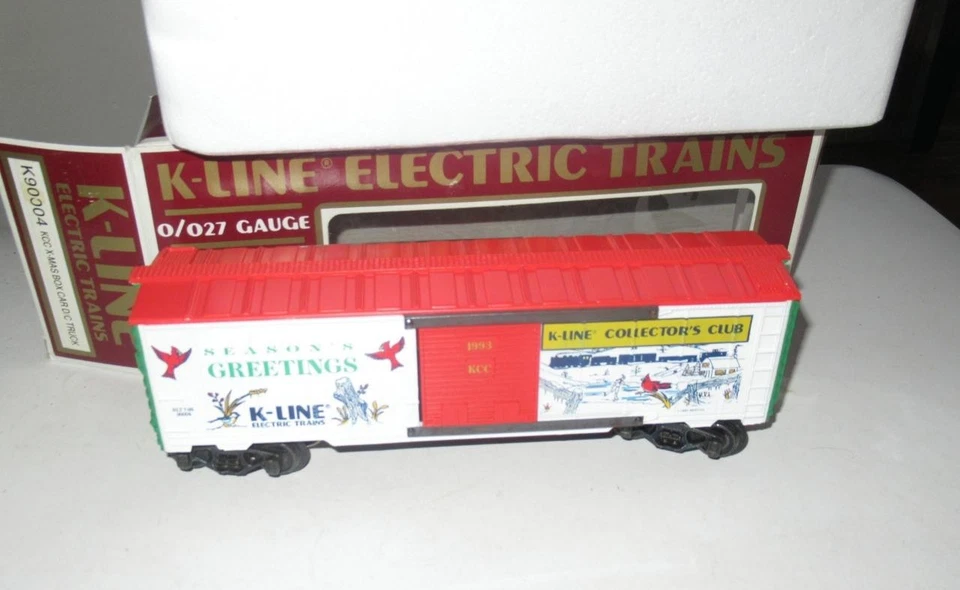 K-LINE® ELECTRIC TRAINS
O/O27 GAUGE
K-LINE
ELECTRIC TRAINS
K90004 KCC X-MAS BOX CAR D C TRUCK
SEASON'S
GREETINGS
K-LINE®
ELECTRIC TRAINS
1993
KCC
K-LINE® COLLECTOR'S CLUB